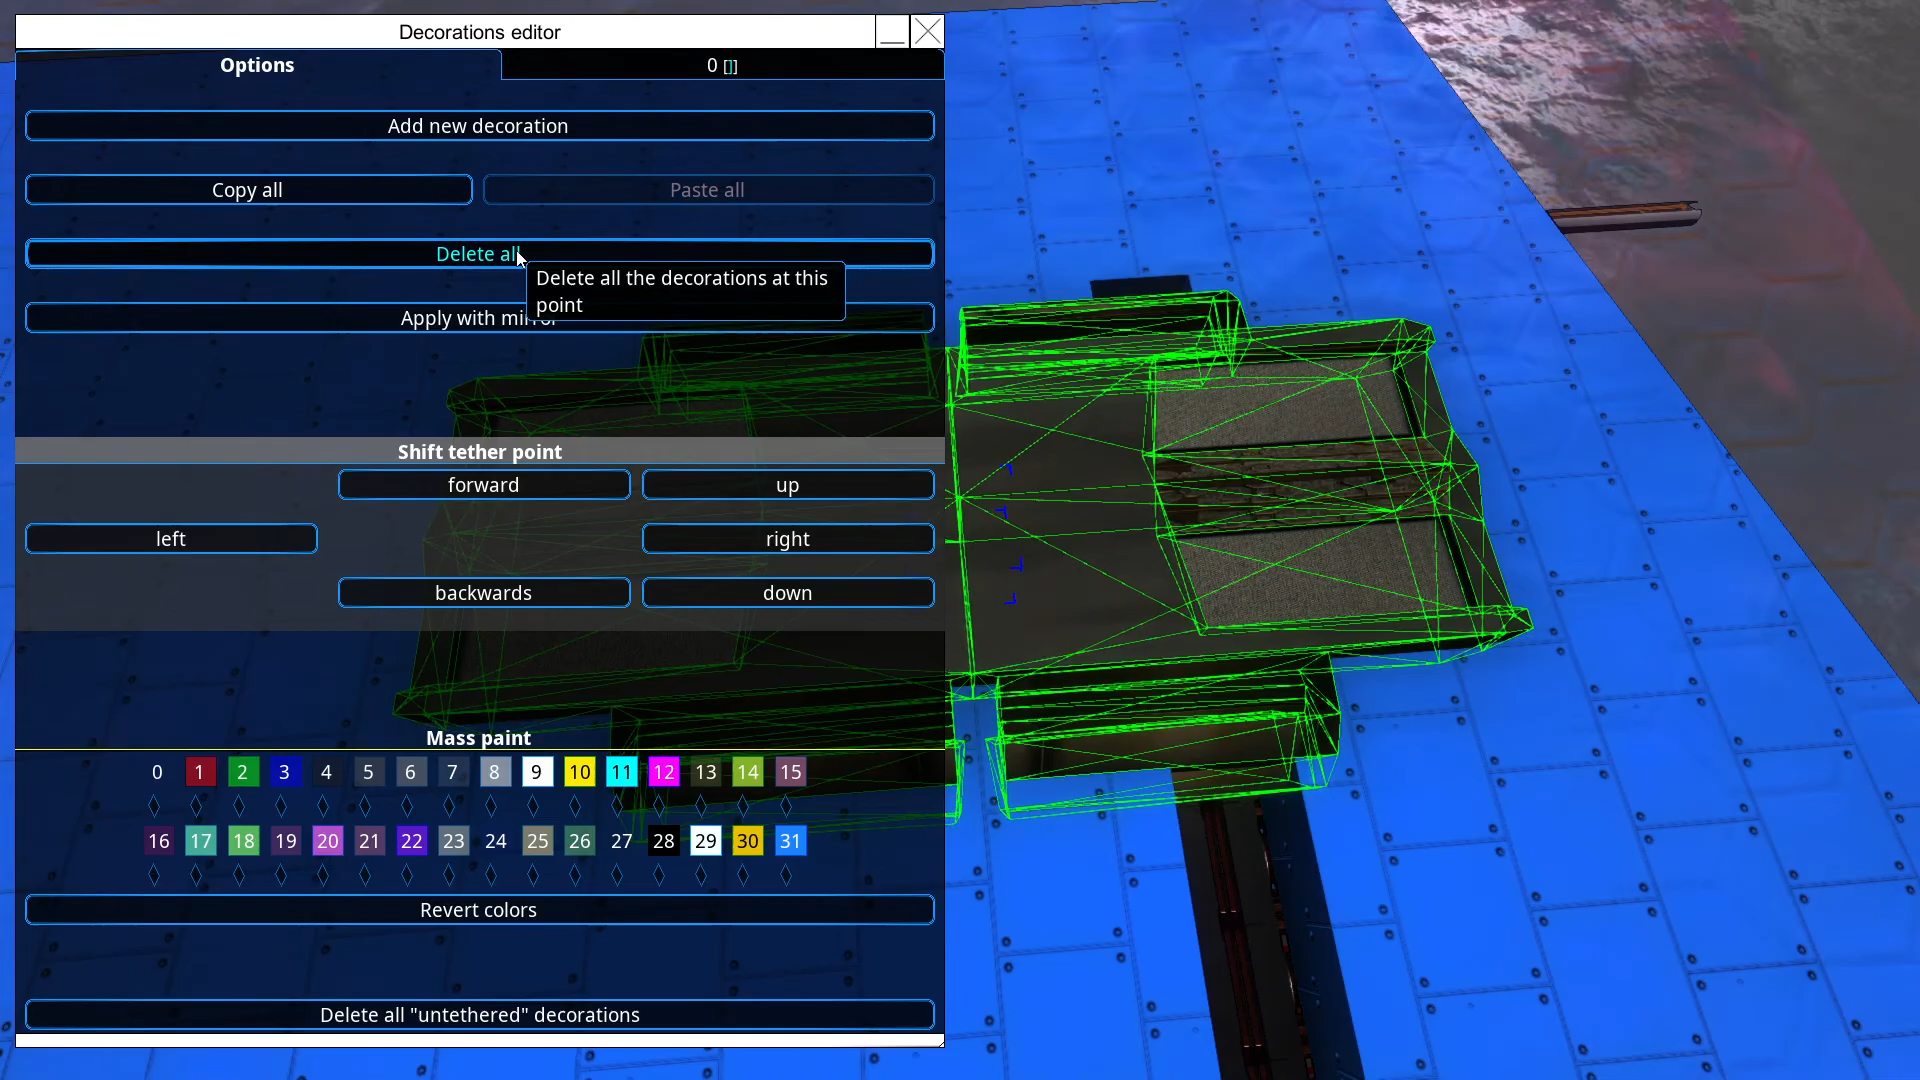 Decorations editor
Options
0 []
Add new decoration
Copy all
Paste all
Delete all
Delete all the decorations at this
point
Apply with mirror
Shift tether point
forward
up
left
right
backwards
down
Mass paint
0 1 2 3 4 5 6 7 8 9 10 11 12 13 14 15
16 17 18 19 20 21 22 23 24 25 26 27 28 29 30 31
Revert colors
Delete all "untethered" decorations